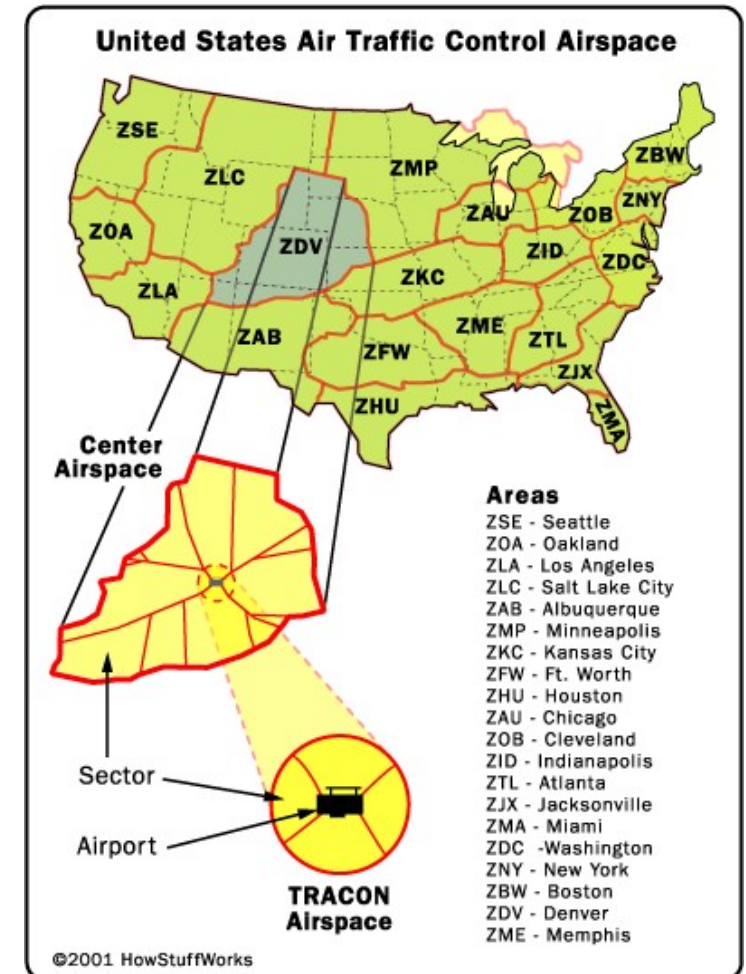 United States Air Traffic Control Airspace
ZSE
ZLC
ZMP
ZBW
ZOA
ZDV
ZAU
ZOB
ZNY
ZID
ZDC
ZLA
ZKC
ZAB
ZME
ZTL
ZFW
ZJX
ZHU
ZMA
Center
Airspace
Sector
Airport
TRACON
Airspace
Areas
ZSE - Seattle
ZOA - Oakland
ZLA - Los Angeles
ZLC - Salt Lake City
ZAB - Albuquerque
ZMP - Minneapolis
ZKC - Kansas City
ZFW - Ft. Worth
ZHU - Houston
ZAU - Chicago
ZOB - Cleveland
ZID - Indianapolis
ZTL - Atlanta
ZJX - Jacksonville
ZMA - Miami
ZDC -Washington
ZNY - New York
ZBW - Boston
ZDV - Denver
ZME - Memphis
©2001 HowStuffWorks